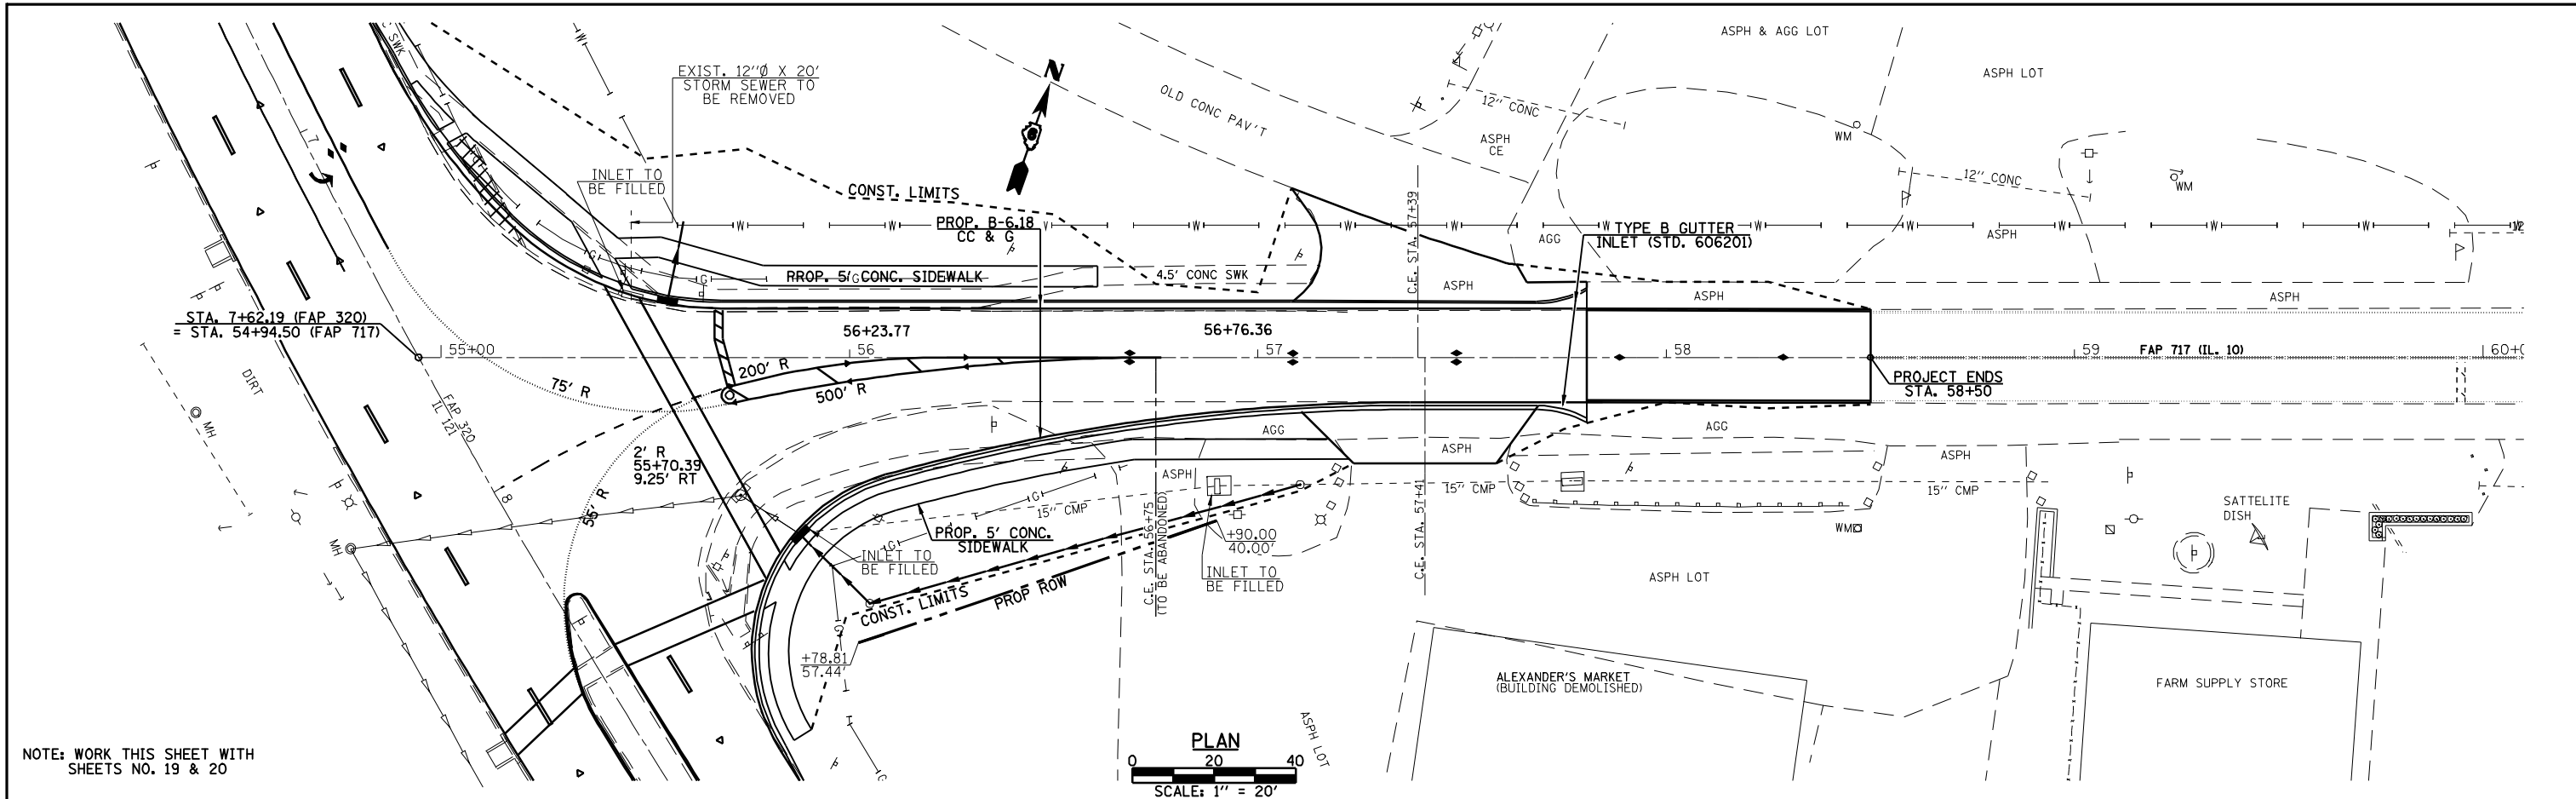 SWK
W
EXIST. 12''Ø X 20'
STORM SEWER TO
BE REMOVED
N
OLD CONC PAV'T
12'' CONC
ASPH
CE
ASPH & AGG LOT
ASPH LOT
WM
12'' CONC
WM
7
INLET TO
BE FILLED
CONST. LIMITS
PROP. B-6.18
CC & G
W W W W W W W W W W W W
C.E. STA. 57+39
AGG
TYPE B GUTTER
INLET (STD. 606201)
ASPH
G
G
PROP. 5' CONC. SIDEWALK
G
4.5' CONC SWK
ASPH
ASPH
ASPH
STA. 7+62.19 (FAP 320)
= STA. 54+94.50 (FAP 717)
56+23.77
56+76.36
55+00
56
57
58
59
60+0
FAP 717 (IL. 10)
PROJECT ENDS
STA. 58+50
DIRT
MH
75' R
200' R
500' R
FAP 320
IL 121
8
2' R
55+70.39
9.25' RT
55' R
AGG
ASPH
AGG
ASPH
ASPH
15'' CMP
15'' CMP
15'' CMP
G
G
PROP. 5' CONC.
SIDEWALK
INLET TO
BE FILLED
MH
C.E. STA. 56+75
(TO BE ABANDONED)
+90.00
40.00'
INLET TO
BE FILLED
C.E. STA. 57+41
WM
SATTELITE
DISH
ASPH LOT
CONST. LIMITS
PROP ROW
G
+78.81
57.44'
ALEXANDER'S MARKET
(BUILDING DEMOLISHED)
FARM SUPPLY STORE
ASPH LOT
G
NOTE: WORK THIS SHEET WITH
SHEETS NO. 19 & 20
PLAN
0 20 40
SCALE: 1'' = 20'